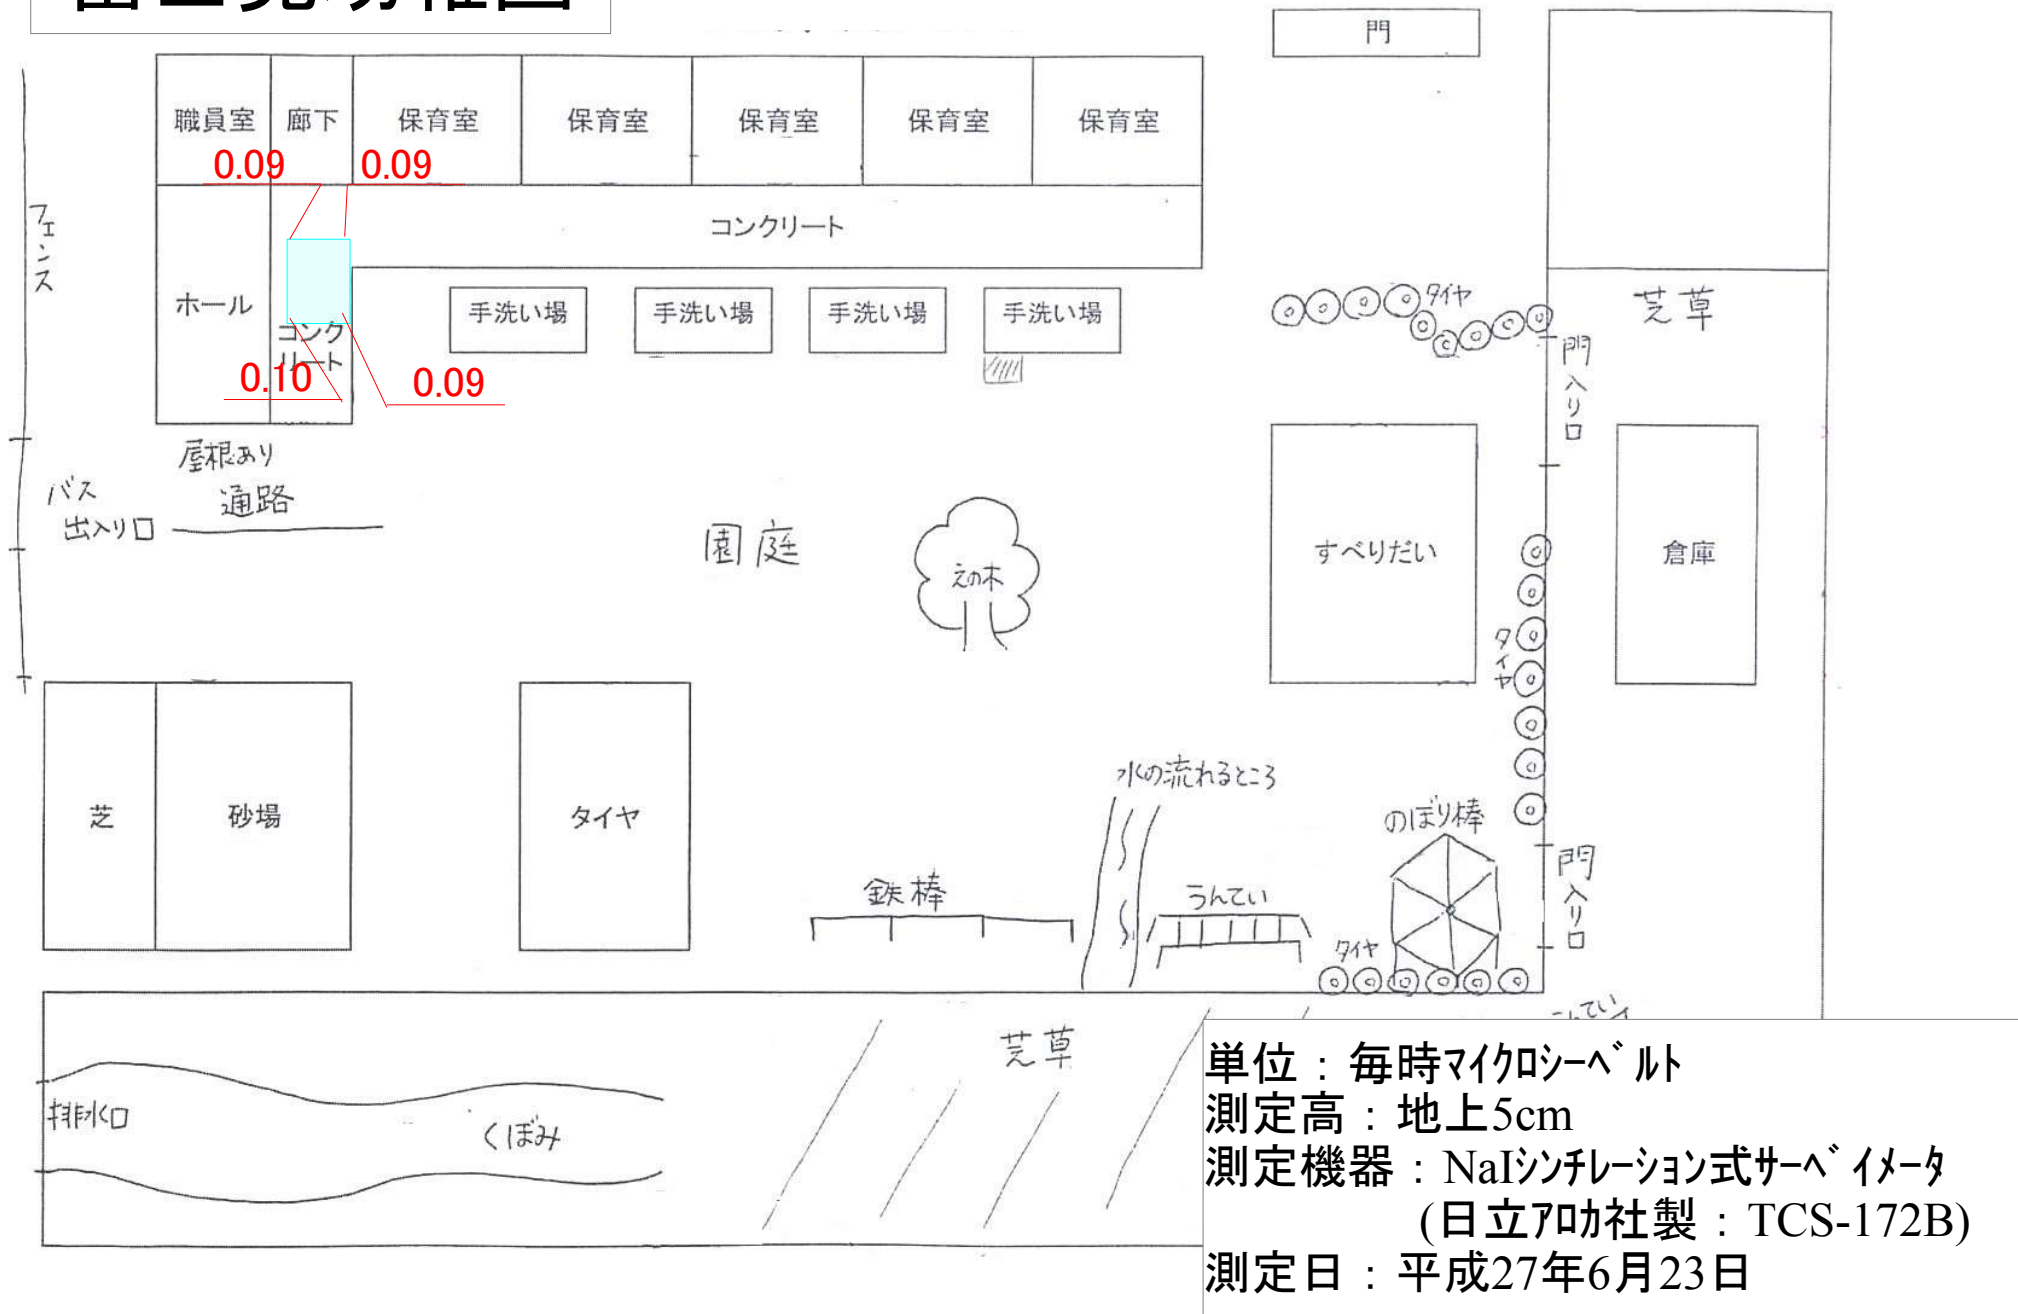 富士見幼稚園
門
職員室 廊下 保育室 保育室 保育室 保育室 保育室
0.09 0.09
フェンス
コンクリート
ホール
コンク
リート
手洗い場 手洗い場 手洗い場 手洗い場
タイヤ
芝草
0.10 0.09
門入り口
屋根あり
通路
バス
出入り口
園庭
えの木
すべりだい
倉庫
タイヤ
水の流れるところ
芝 砂場 タイヤ
のぼり棒
鉄棒
うんてい
門入り口
タイヤ
芝草
排水口
くぼみ
単位：毎時マイクロシーベルト
測定高：地上5cm
測定機器：NaIシンチレーション式サーベイメータ
(日立アロカ社製：TCS-172B)
測定日：平成27年6月23日